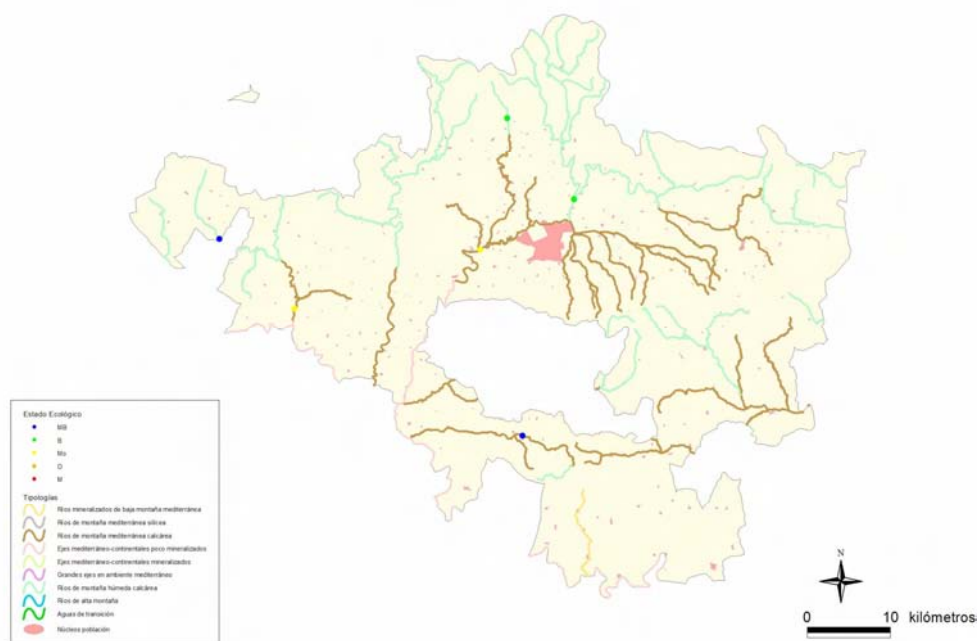 Estado Ecológico
MB
B
Mo
D
M
Tipologías
Ríos mineralizados de baja montaña mediterránea
Ríos de montaña mediterránea silícea
Ríos de montaña mediterránea calcárea
Ejes mediterráneo-continentales poco mineralizados
Ejes mediterráneo-continentales mineralizados
Grandes ejes en ambiente mediterráneo
Ríos de montaña húmeda calcárea
Ríos de alta montaña
Aguas de transición
Núcleos población
N
0 10 kilómetros